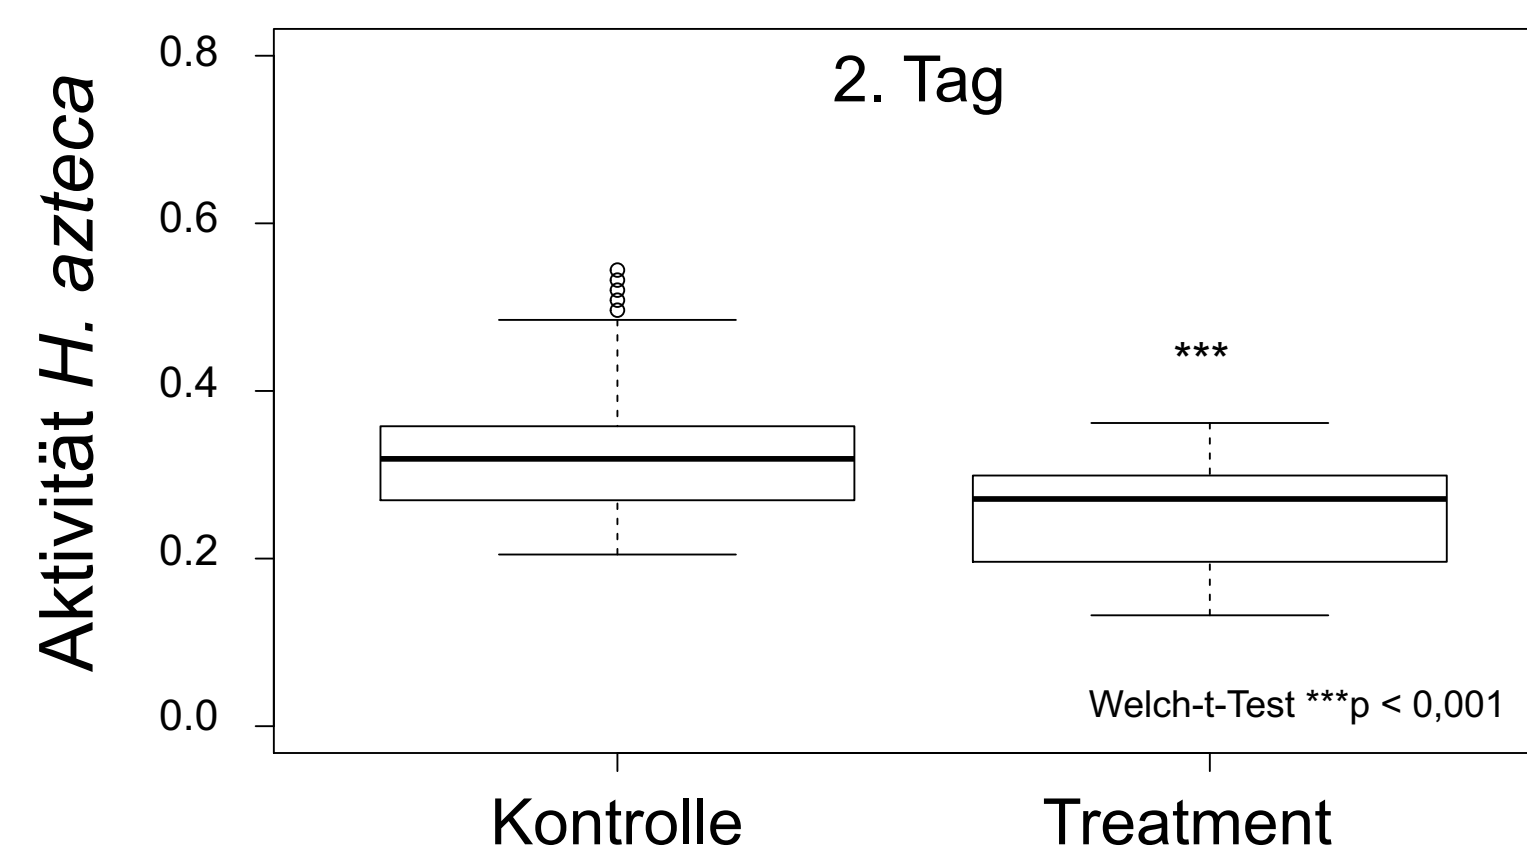 2. Tag
Aktivität H. azteca
0.8
0.6
0.4
0.2
0.0
***
Welch-t-Test ***p < 0,001
Kontrolle
Treatment